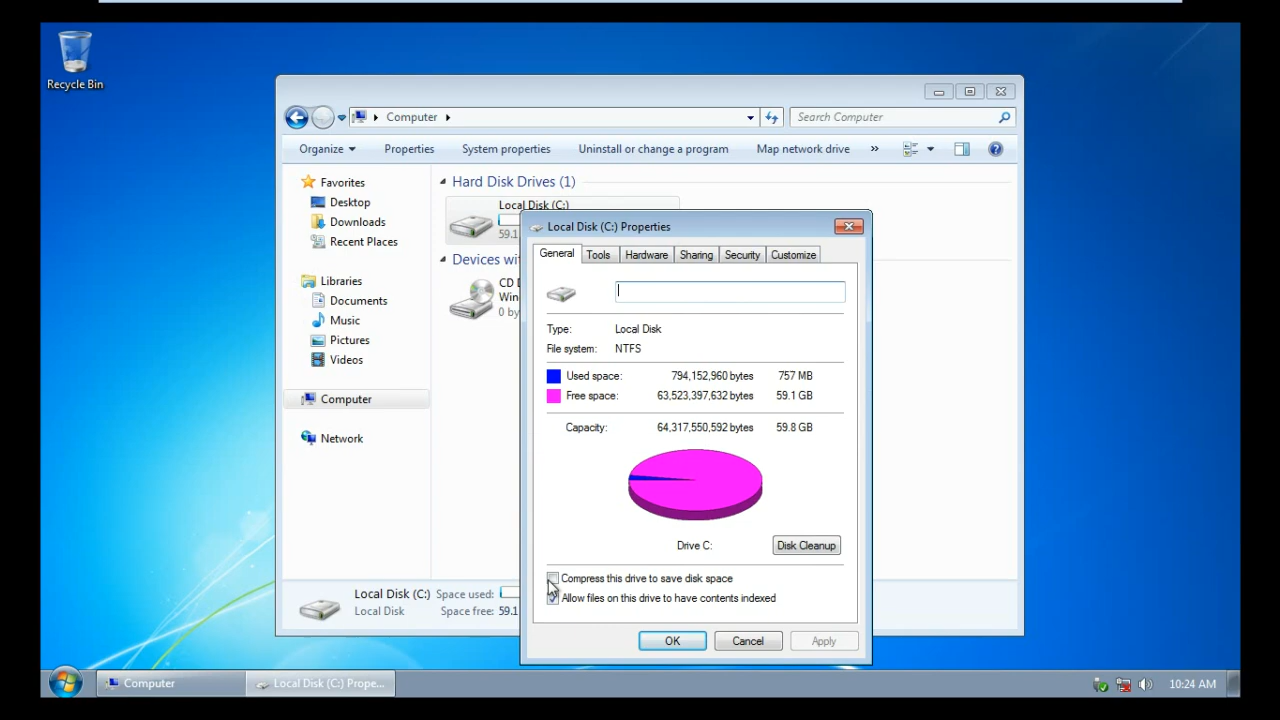 Recycle Bin
Computer
Search Computer
Organize
Properties
System properties
Uninstall or change a program
Map network drive
»
Favorites
Desktop
Downloads
Recent Places
Libraries
Documents
Music
Pictures
Videos
Computer
Network
Hard Disk Drives (1)
Local Disk (C:)
59.1
Devices wi
CD D
Win
0 by
Local Disk (C:) Properties
General
Tools
Hardware
Sharing
Security
Customize
Type: Local Disk
File system: NTFS
Used space: 794,152,960 bytes 757 MB
Free space: 63,523,397,632 bytes 59.1 GB
Capacity: 64,317,550,592 bytes 59.8 GB
Drive C:
Disk Cleanup
Compress this drive to save disk space
Allow files on this drive to have contents indexed
OK
Cancel
Apply
Local Disk (C:) Space used:
Local Disk Space free: 59.1
Computer
Local Disk (C:) Prope...
10:24 AM